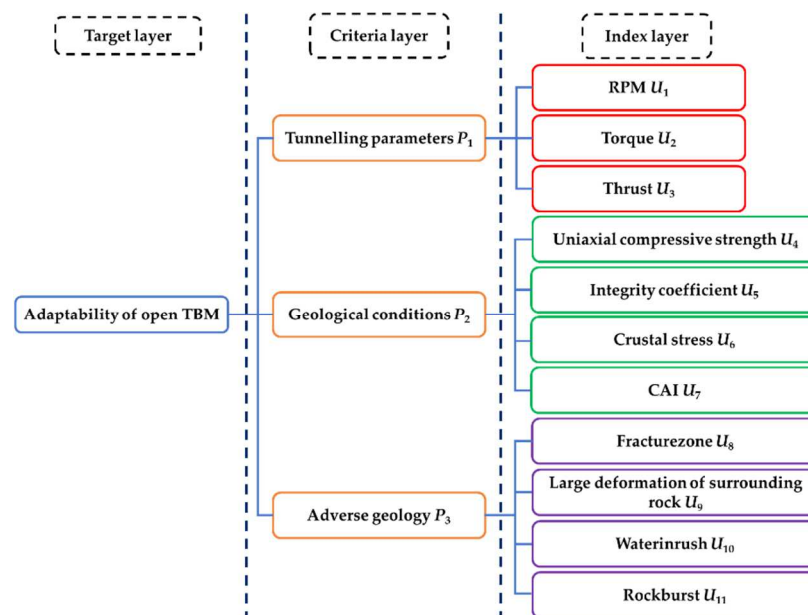 Target layer
Criteria layer
Index layer
RPM U1
Tunnelling parameters P1
Torque U2
Thrust U3
Uniaxial compressive strength U4
Integrity coefficient U5
Adaptability of open TBM
Geological conditions P2
Crustal stress U6
CAI U7
Fracturezone U8
Large deformation of surrounding
rock U9
Adverse geology P3
Waterinrush U10
Rockburst U11